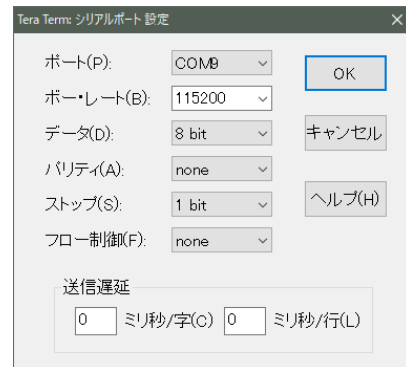 Tera Term: シリアルポート 設定
ポート(P): COM9
OK
ボー・レート(B): 115200
データ(D): 8 bit
キャンセル
パリティ(A): none
ストップ(S): 1 bit
ヘルプ(H)
フロー制御(F): none
送信遅延
0 ミリ秒/字(C) 0 ミリ秒/行(L)